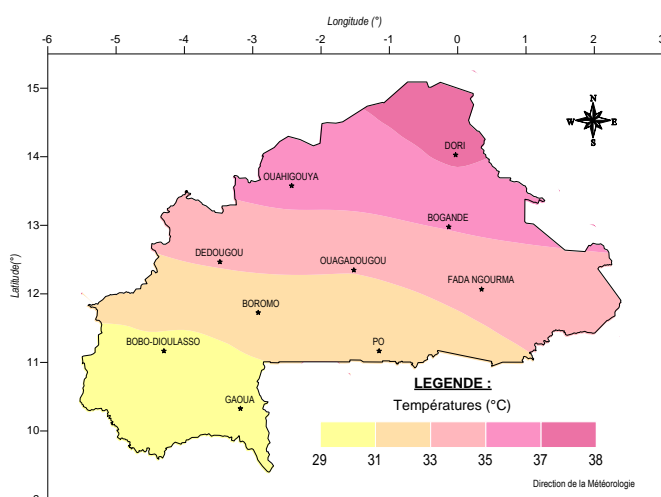 Longitude (°)
-6 -5 -4 -3 -2 -1 0 1 2 3
15
N
W E
S
DORI
14
OUAHIGOUYA
13
BOGANDE
DEDOUGOU
OUAGADOUGOU
FADA NGOURMA
Latitude(°)
12
BOROMO
BOBO-DIOULASSO
PO
11
LEGENDE :
Températures (°C)
GAOUA
10
29 31 33 35 37 38
Direction de la Météorologie